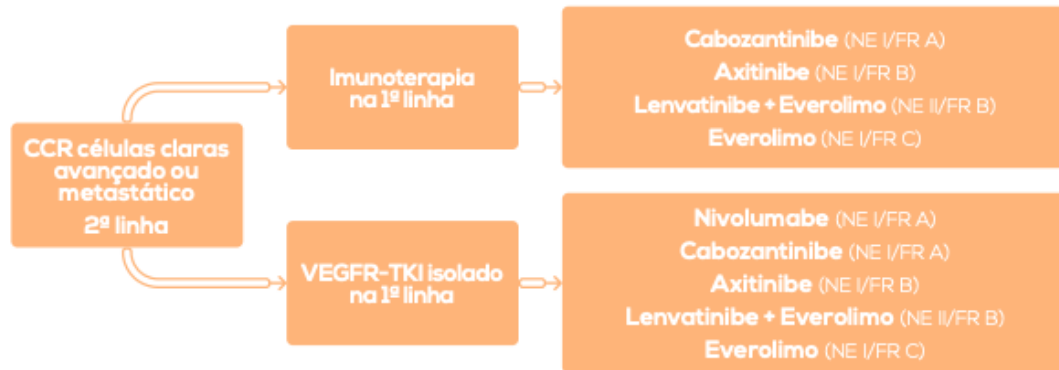 CCR células claras
avançado ou
metastático
2ª linha
Imunoterapia
na 1ª linha
Cabozantinibe (NE I/FR A)
Axitinibe (NE I/FR B)
Lenvatinibe + Everolimo (NE II/FR B)
Everolimo (NE I/FR C)
VEGFR-TKI isolado
na 1ª linha
Nivolumabe (NE I/FR A)
Cabozantinibe (NE I/FR A)
Axitinibe (NE I/FR B)
Lenvatinibe + Everolimo (NE II/FR B)
Everolimo (NE I/FR C)